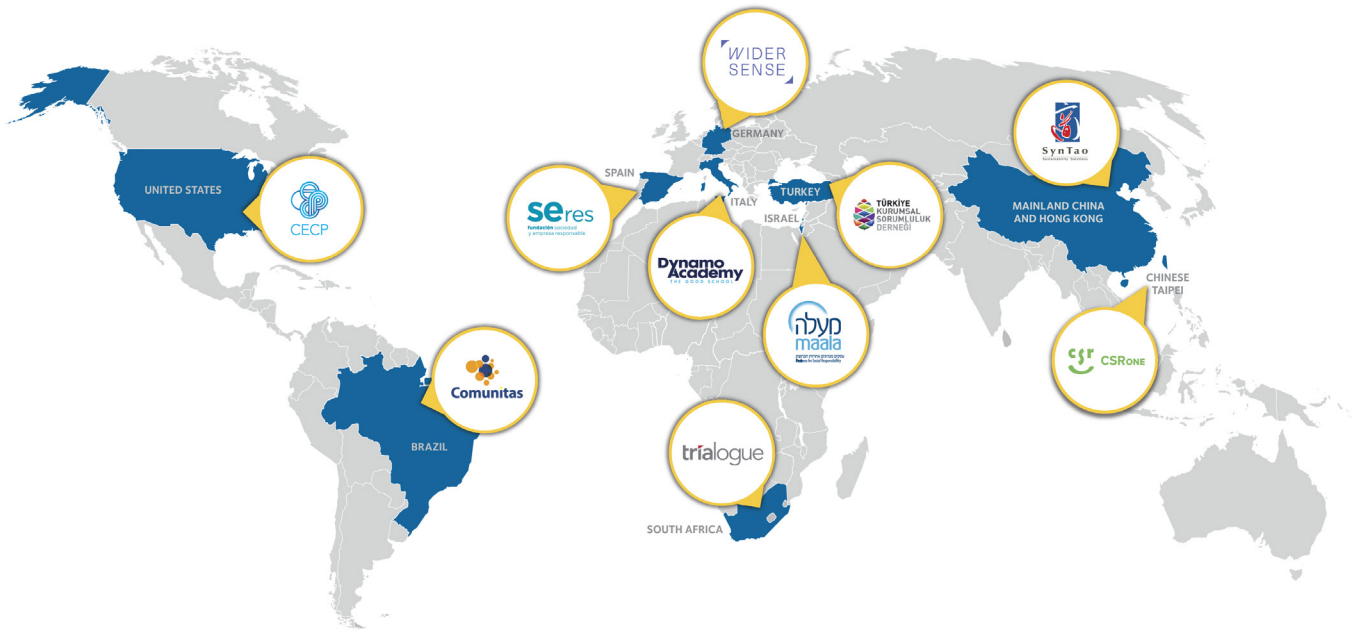 WIDER
SENSE
GERMANY
SynTao
Sustainability Solutions
UNITED STATES
CECP
SPAIN
seres
fundación sociedad
y empresa responsable
ITALY
TURKEY
ISRAEL
TÜRKİYE
KURUMSAL
SORUMLULUK
DERNEĞİ
MAINLAND CHINA
AND HONG KONG
Dynamo
Academy
THE GOOD SCHOOL
CHINESE
TAIPEI
מעלה
maala
Business for Social Responsibility
csr CSRONE
Comunitas
BRAZIL
trialogue
SOUTH AFRICA